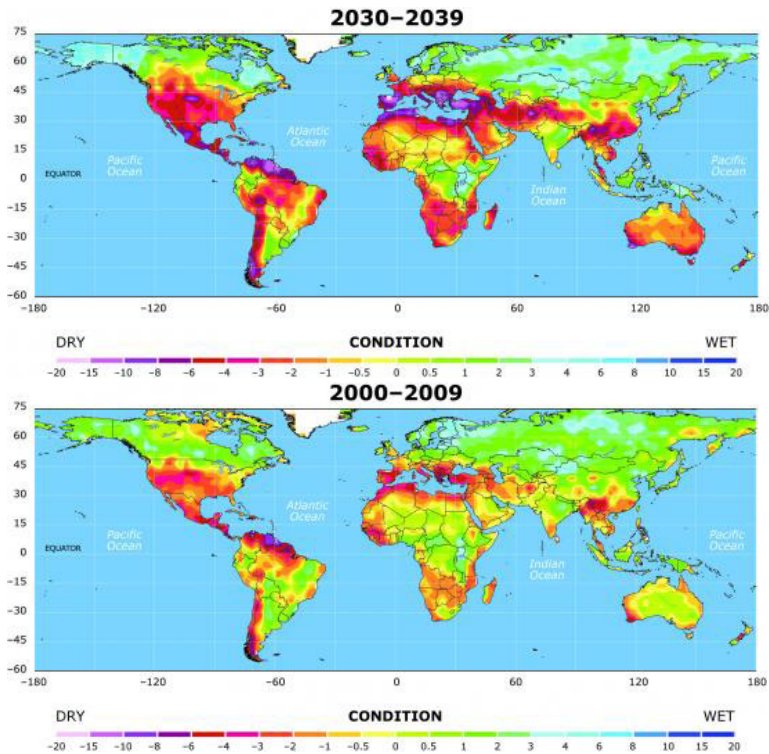 2030–2039
75
60
45
30
15
0
−15
−30
−45
−60
EQUATOR
Pacific
Ocean
Atlantic
Ocean
Indian
Ocean
Pacific
Ocean
−180 −120 −60 0 60 120 180
DRY CONDITION WET
−20 −15 −10 −8 −6 −4 −3 −2 −1 −0.5 0 0.5 1 2 3 4 6 8 10 15 20
2000−2009
75
60
45
30
15
0
−15
−30
−45
−60
EQUATOR
Pacific
Ocean
Atlantic
Ocean
Indian
Ocean
Pacific
Ocean
−180 −120 −60 0 60 120 180
DRY CONDITION WET
−20 −15 −10 −8 −6 −4 −3 −2 −1 −0.5 0 0.5 1 2 3 4 6 8 10 15 20